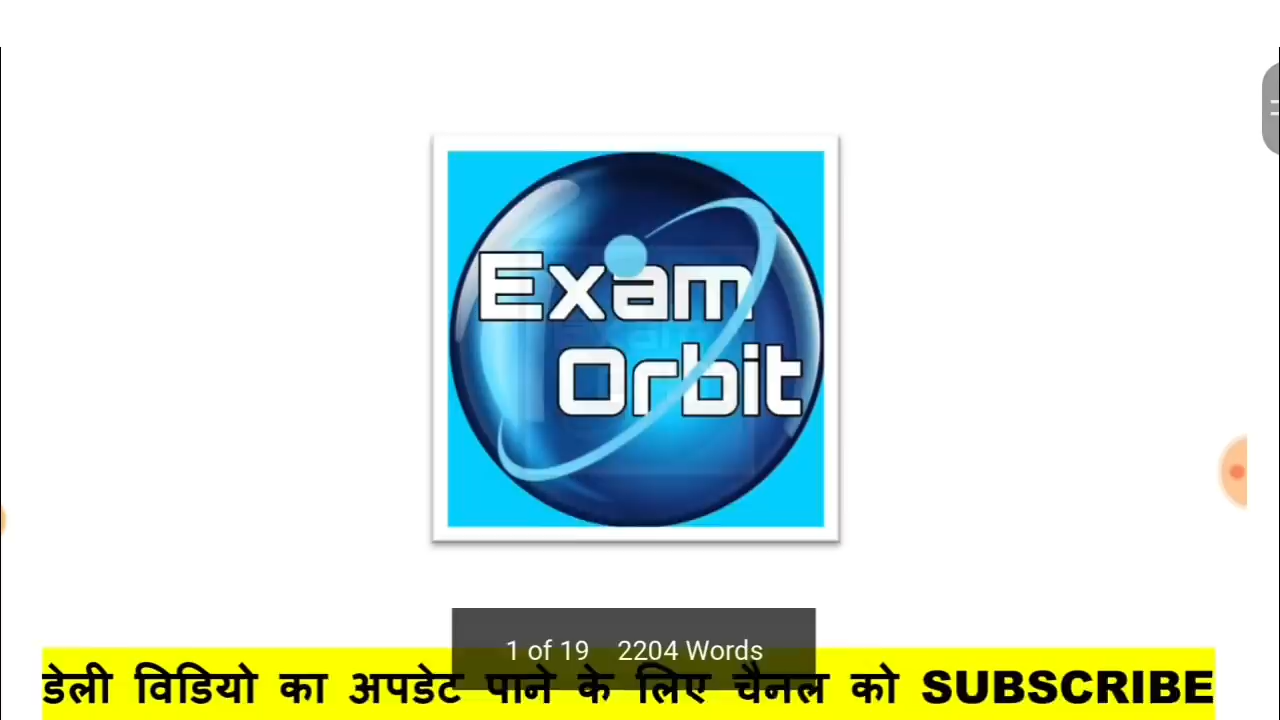 Exam
Orbit
1 of 19 2204 Words
डेली विडियो का अपडेट पाने के लिए चैनल को SUBSCRIBE